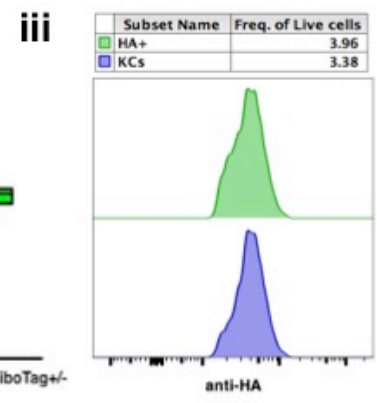 iii
Subset Name Freq. of Live cells
HA+ 3.96
KCs 3.38
iboTag+/-
anti-HA